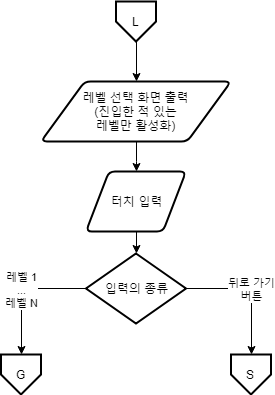 L
레벨 선택 화면 출력
(진입한 적 있는
레벨만 활성화)
터치 입력
입력의 종류
레벨 1
...
레벨 N
뒤로 가기
버튼
G
S